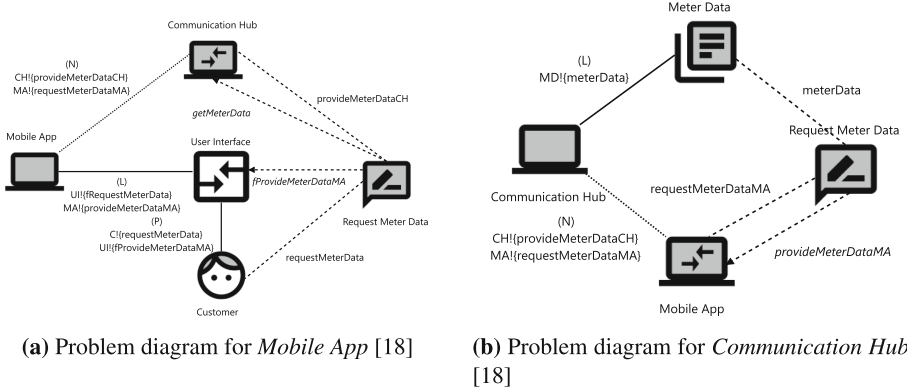 Communication Hub
(N)
CH!{provideMeterDataCH}
MA!{requestMeterDataMA}
provideMeterDataCH
getMeterData
Mobile App
User Interface
(L)
UI!{fRequestMeterData}
MA!{provideMeterDataMA}
fProvideMeterDataMA
Request Meter Data
(P)
C!{requestMeterData}
UI!{fProvideMeterDataMA}
requestMeterData
Customer
(a) Problem diagram for Mobile App [18]
Meter Data
(L)
MD!{meterData}
meterData
Request Meter Data
requestMeterDataMA
Communication Hub
(N)
CH!{provideMeterDataCH}
MA!{requestMeterDataMA}
provideMeterDataMA
Mobile App
(b) Problem diagram for Communication Hub
[18]